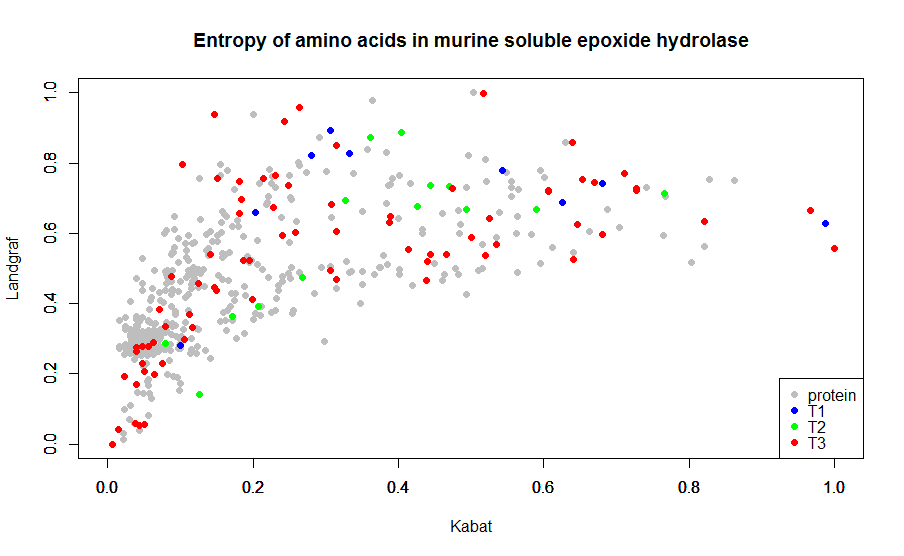 Entropy of amino acids in murine soluble epoxide hydrolase
Landgraf
1.0
0.8
0.6
0.4
0.2
0.0
protein
T1
T2
T3
0.0 0.2 0.4 0.6 0.8 1.0
Kabat